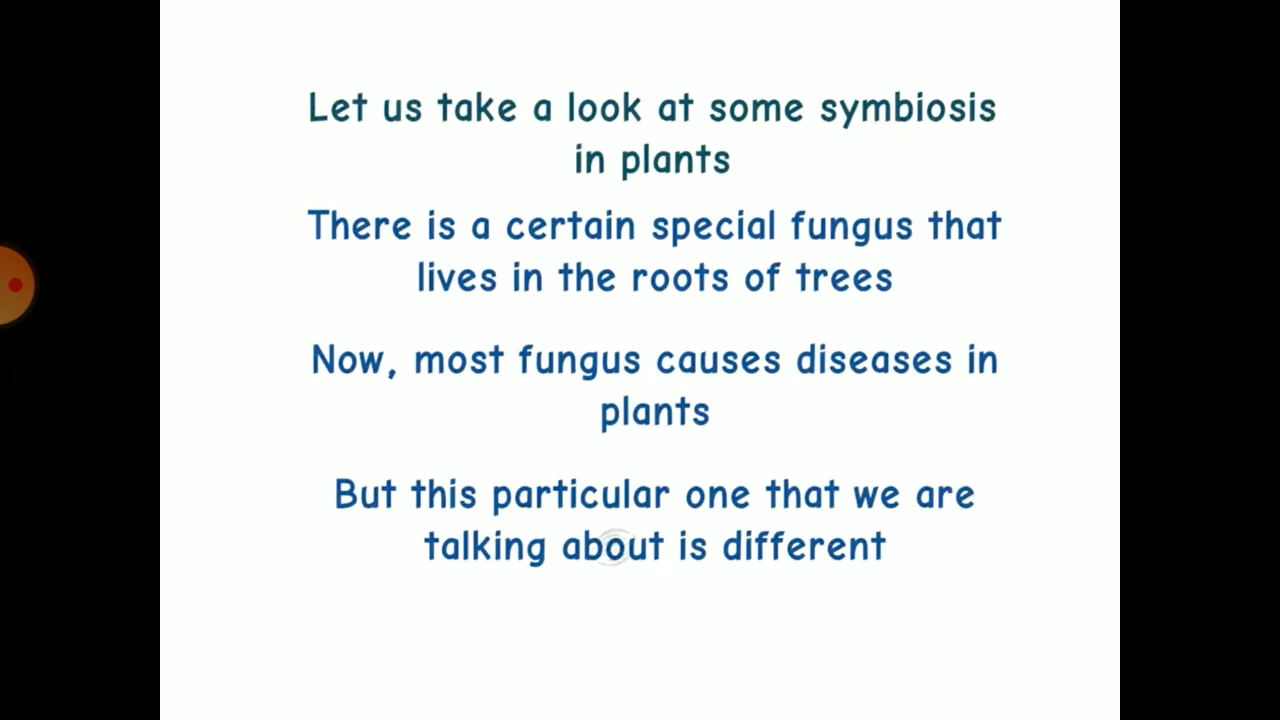 Let us take a look at some symbiosis
in plants
There is a certain special fungus that
lives in the roots of trees
Now, most fungus causes diseases in
plants
But this particular one that we are
talking about is different